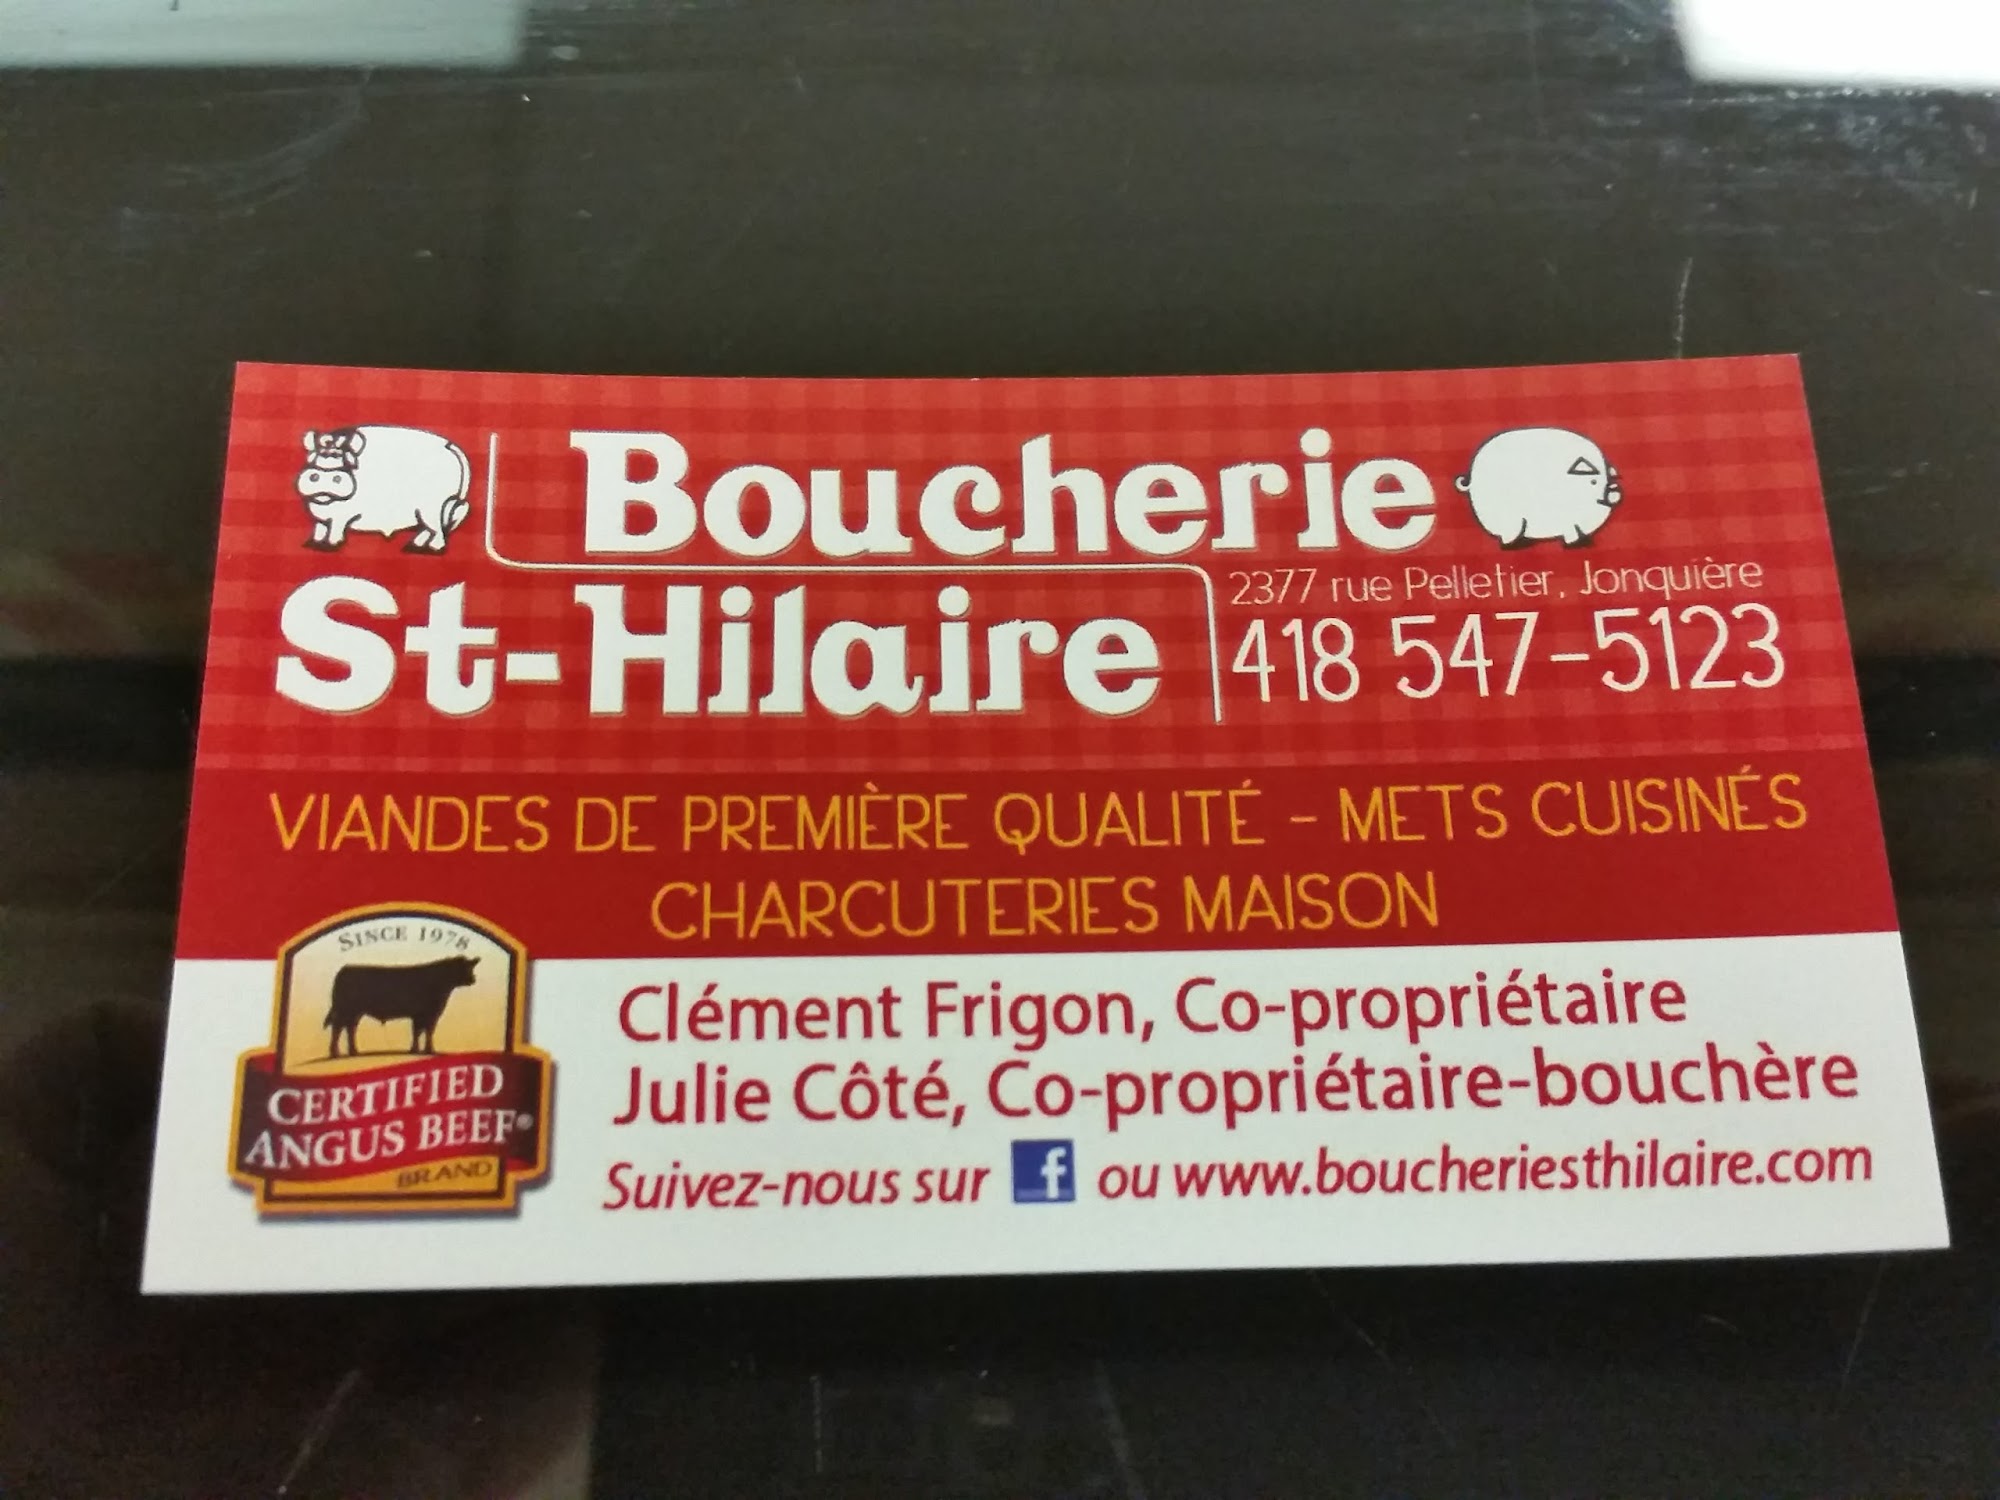 Boucherie
St-Hilaire
2377 rue Pelletier, Jonquière
418 547-5123
VIANDES DE PREMIÈRE QUALITÉ - METS CUISINÉS
CHARCUTERIES MAISON
SINCE 1978
CERTIFIED
ANGUS BEEF®
BRAND
Clément Frigon, Co-propriétaire
Julie Côté, Co-propriétaire-bouchère
Suivez-nous sur f ou www.boucheriesthilaire.com